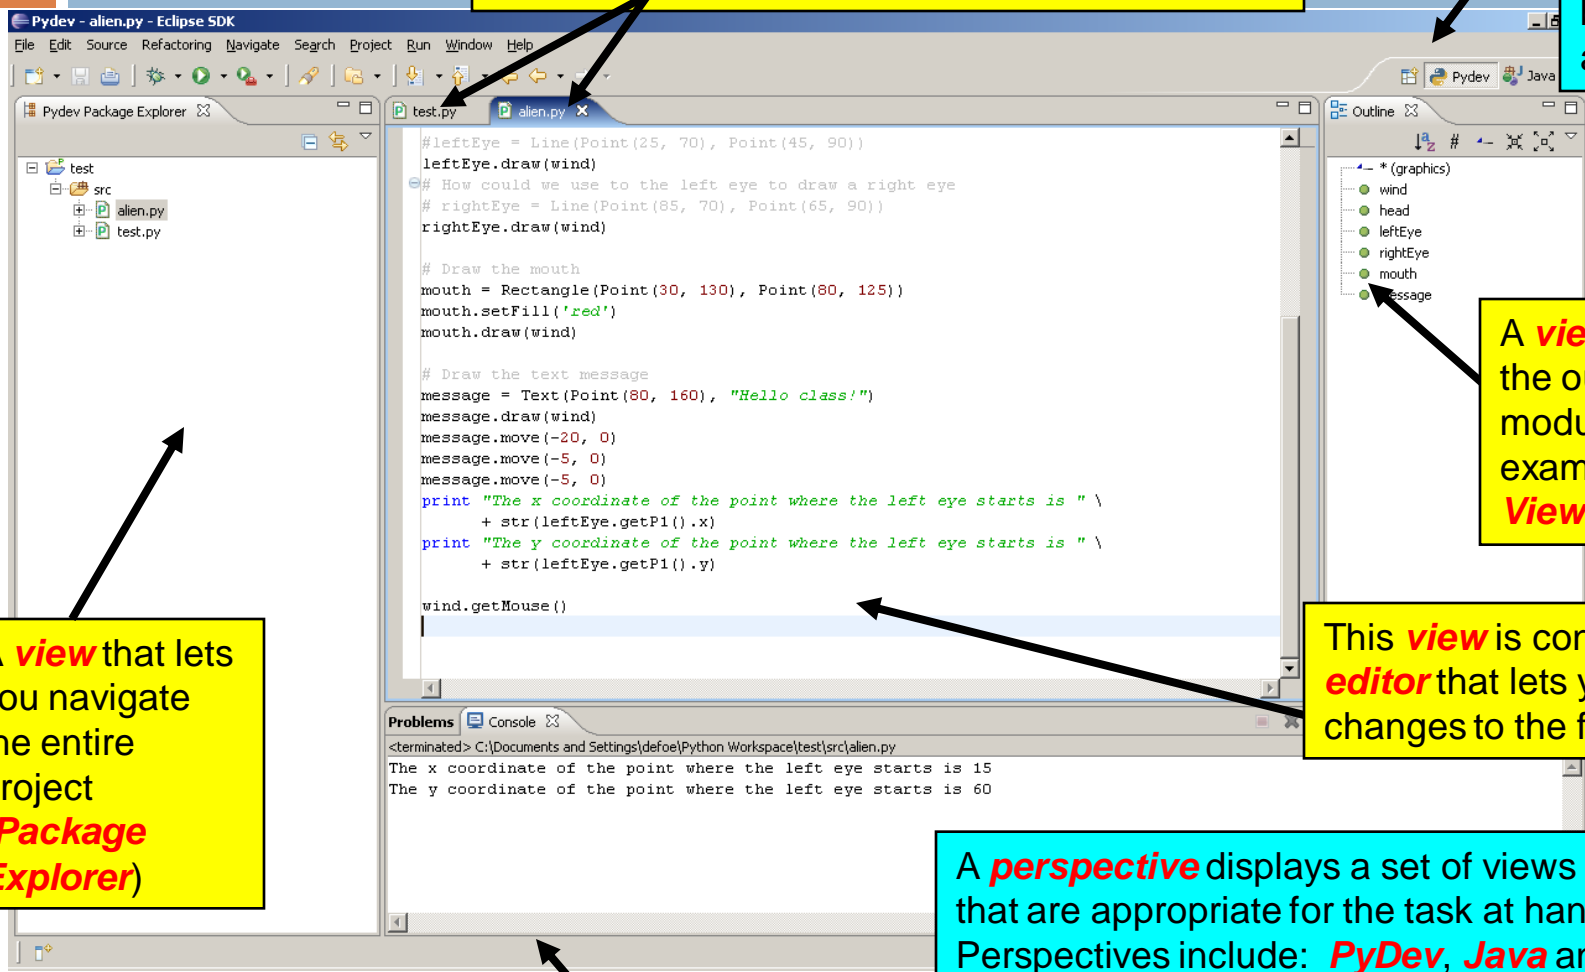 Pydev - alien.py - Eclipse SDK
File Edit Source Refactoring Navigate Search Project Run Window Help
Pydev Java
Pydev Package Explorer
test
src
alien.py
test.py
test.py alien.py
#leftEye = Line(Point(25, 70), Point(45, 90))
leftEye.draw(wind)
# How could we use to the left eye to draw a right eye
# rightEye = Line(Point(85, 70), Point(65, 90))
rightEye.draw(wind)
# Draw the mouth
mouth = Rectangle(Point(30, 130), Point(80, 125))
mouth.setFill('red')
mouth.draw(wind)
# Draw the text message
message = Text(Point(80, 160), "Hello class!")
message.draw(wind)
message.move(-20, 0)
message.move(-5, 0)
message.move(-5, 0)
print "The x coordinate of the point where the left eye starts is " \
+ str(leftEye.getP1().x)
print "The y coordinate of the point where the left eye starts is " \
+ str(leftEye.getP1().y)
wind.getMouse()
Outline
* (graphics)
wind
head
leftEye
rightEye
mouth
essage
Problems Console
<terminated> C:\Documents and Settings\defoe\Python Workspace\test\src\alien.py
The x coordinate of the point where the left eye starts is 15
The y coordinate of the point where the left eye starts is 60
view that lets
ou navigate
he entire
roject
Package
Explorer)
A vie
the o
modu
exam
View
This view is con
editor that lets
changes to the f
A perspective displays a set of views
that are appropriate for the task at han
Perspectives include: PyDev, Java an